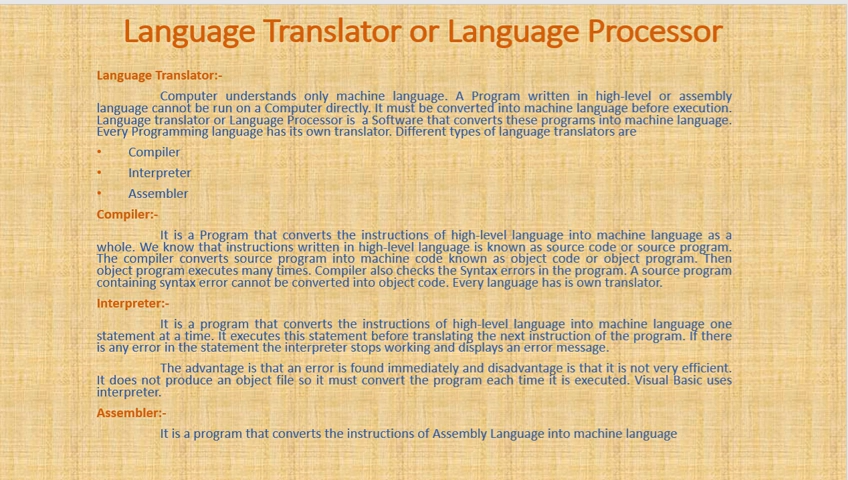 Language Translator or Language Processor
Language Translator:-
Computer understands only machine language. A Program written in high-level or assembly
language cannot be run on a Computer directly. It must be converted into machine language before execution.
Language translator or Language Processor is a Software that converts these programs into machine language.
Every Programming language has its own translator. Different types of language translators are
• Compiler
• Interpreter
• Assembler
Compiler:-
It is a Program that converts the instructions of high-level language into machine language as a
whole. We know that instructions written in high-level language is known as source code or source program.
The compiler converts source program into machine code known as object code or object program. Then
object program executes many times. Compiler also checks the Syntax errors in the program. A source program
containing syntax error cannot be converted into object code. Every language has is own translator.
Interpreter:-
It is a program that converts the instructions of high-level language into machine language one
statement at a time. It executes this statement before translating the next instruction of the program. If there
is any error in the statement the interpreter stops working and displays an error message.
The advantage is that an error is found immediately and disadvantage is that it is not very efficient.
It does not produce an object file so it must convert the program each time it is executed. Visual Basic uses
interpreter.
Assembler:-
It is a program that converts the instructions of Assembly Language into machine language